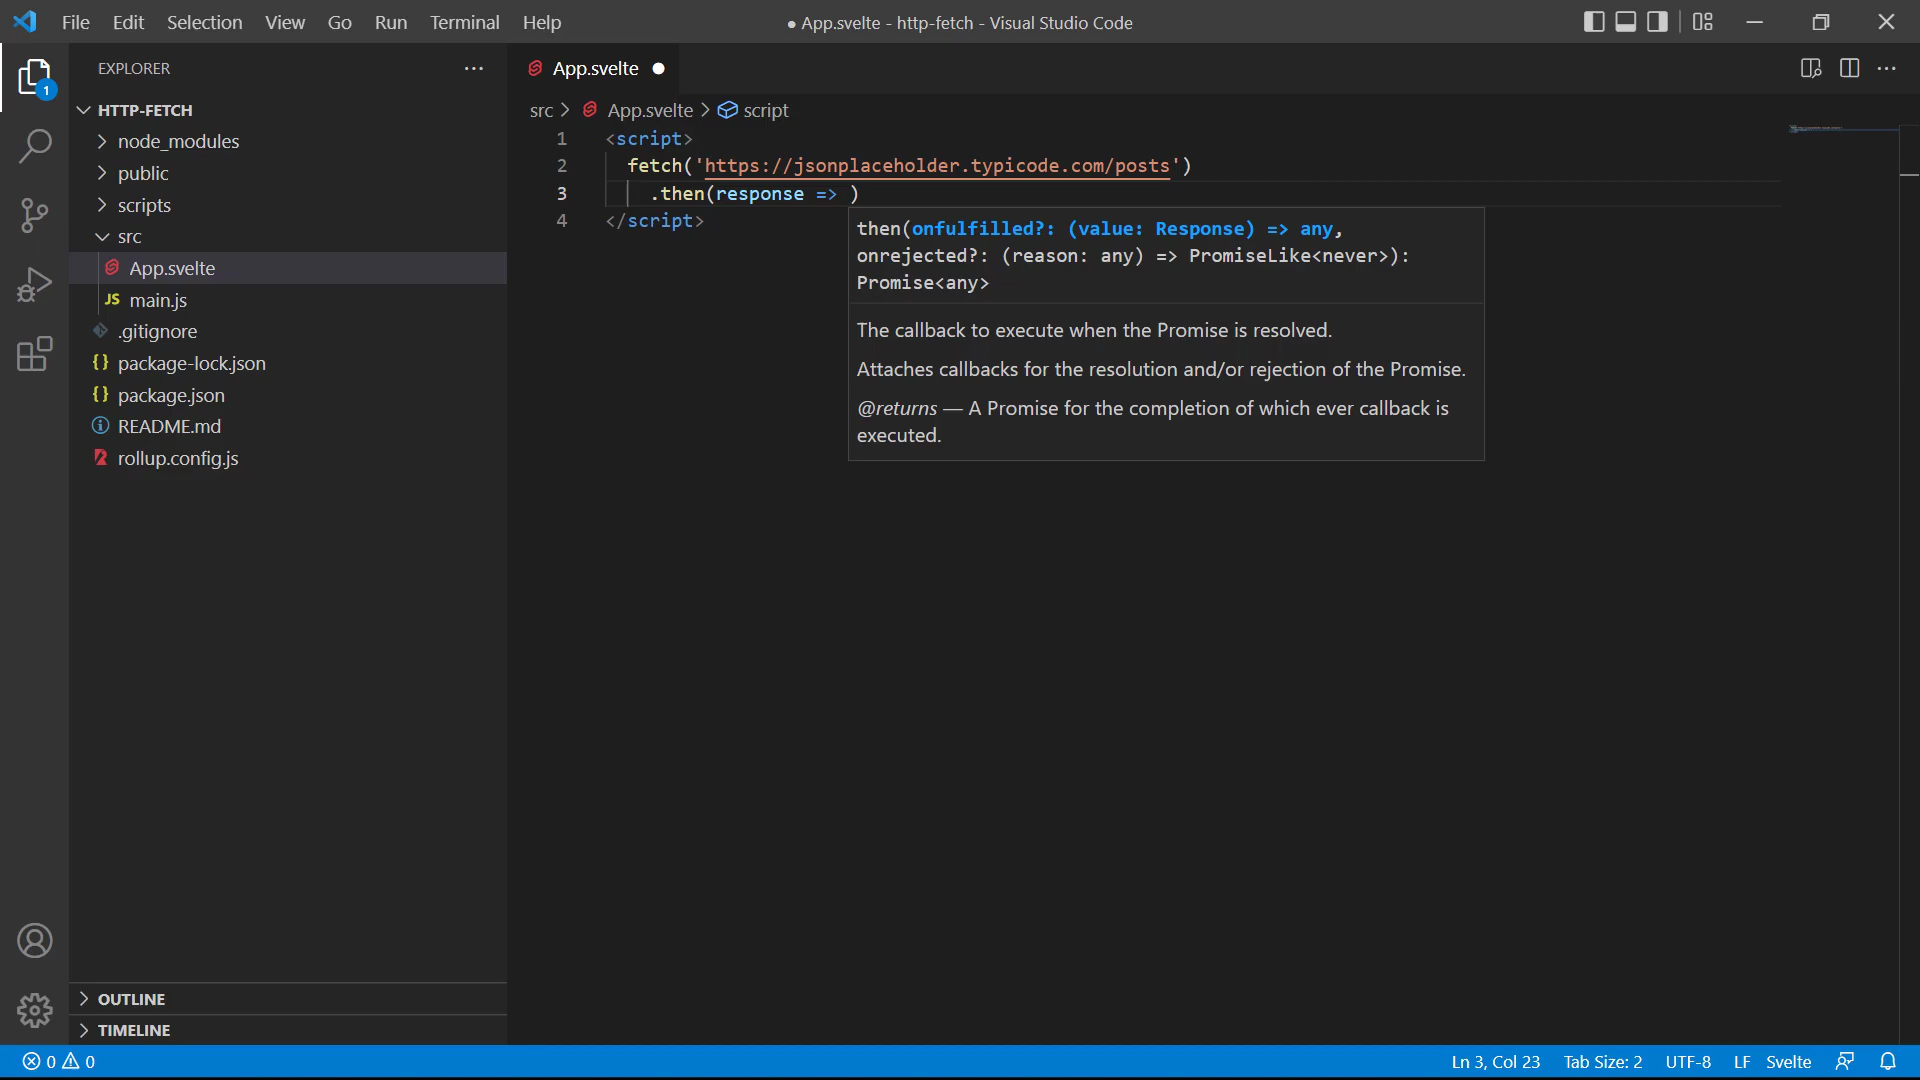 File Edit Selection View Go Run Terminal Help
● App.svelte - http-fetch - Visual Studio Code
EXPLORER
1
HTTP-FETCH
node_modules
public
scripts
src
App.svelte
JS main.js
.gitignore
{} package-lock.json
{} package.json
README.md
rollup.config.js
OUTLINE
TIMELINE
App.svelte
src > App.svelte > script
1 <script>
2 fetch('https://jsonplaceholder.typicode.com/posts')
3 .then(response => )
4 </script>
then(onfulfilled?: (value: Response) => any,
onrejected?: (reason: any) => PromiseLike<never>):
Promise<any>
The callback to execute when the Promise is resolved.
Attaches callbacks for the resolution and/or rejection of the Promise.
@returns — A Promise for the completion of which ever callback is
executed.
0 0
Ln 3, Col 23 Tab Size: 2 UTF-8 LF Svelte